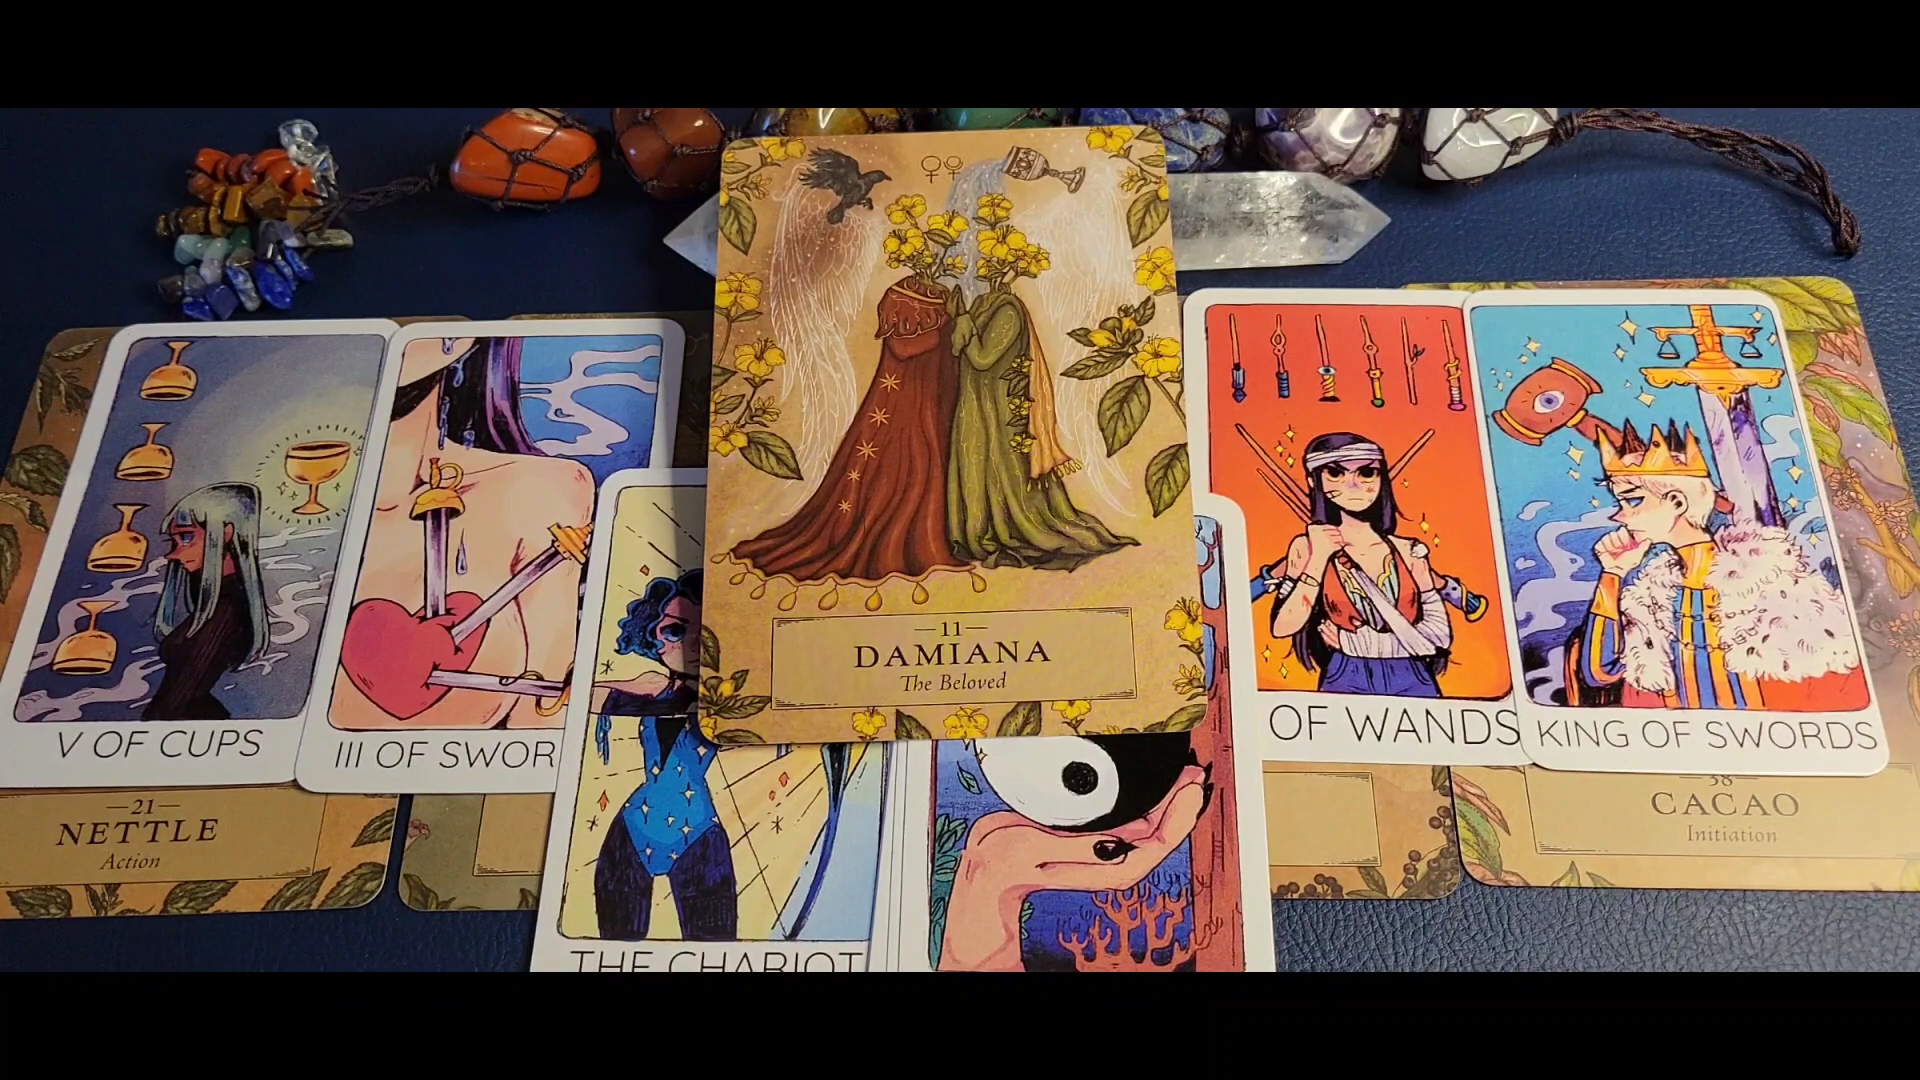 —11—
DAMIANA
The Beloved
V OF CUPS
III OF SWOR
OF WANDS
KING OF SWORDS
—21—
NETTLE
Action
—38—
CACAO
Initiation
THE CHARIOT